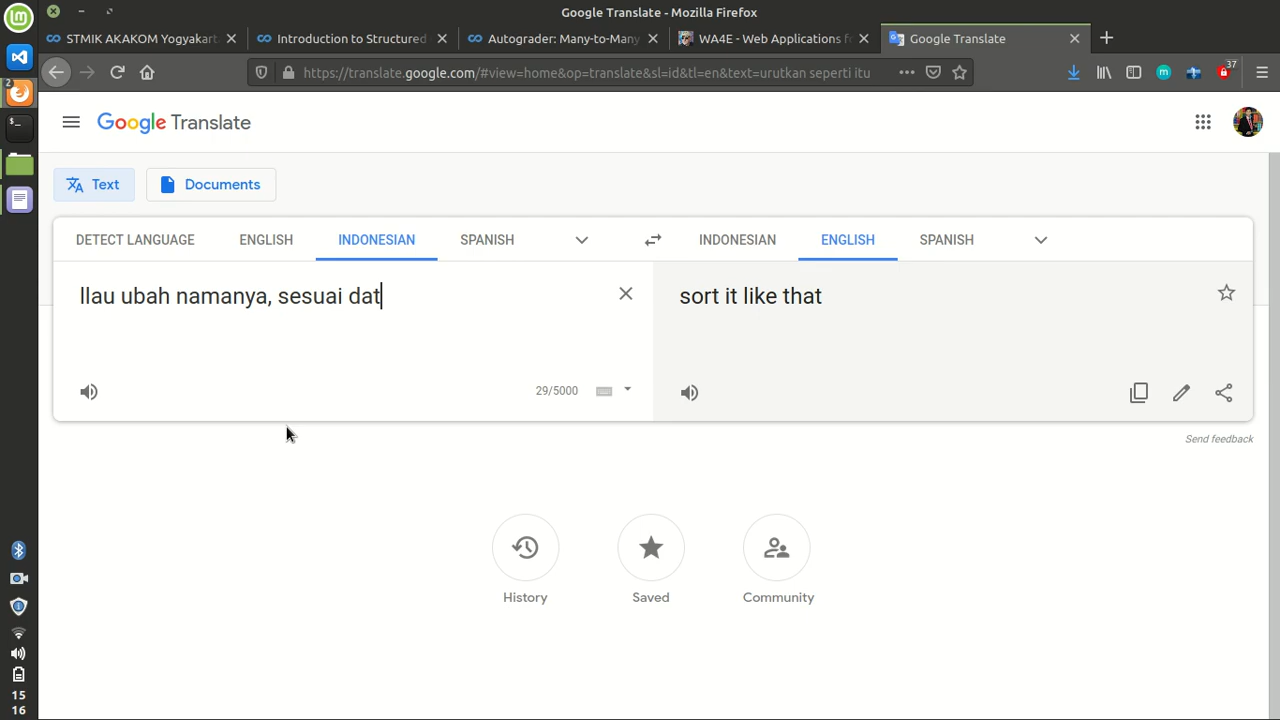 Google Translate - Mozilla Firefox
STMIK AKAKOM Yogyakart
Introduction to Structured
Autograder: Many-to-Many
WA4E - Web Applications fr
Google Translate
https://translate.google.com/#view=home&op=translate&sl=id&tl=en&text=urutkan seperti itu
37
2
Google Translate
Text
Documents
DETECT LANGUAGE
ENGLISH
INDONESIAN
SPANISH
INDONESIAN
ENGLISH
SPANISH
llau ubah namanya, sesuai dat
sort it like that
29/5000
Send feedback
History
Saved
Community
15
16